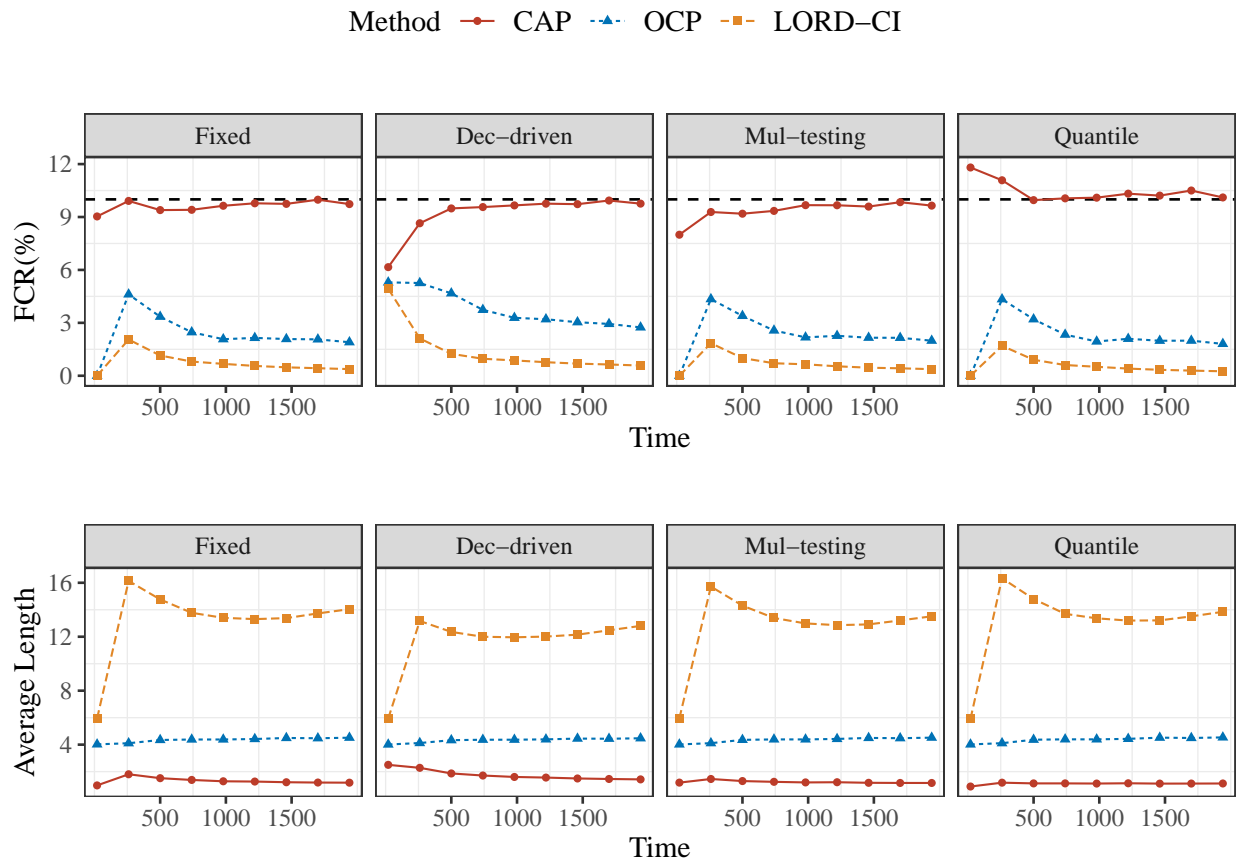 Method CAP OCP LORD−CI
Fixed Dec−driven Mul−testing Quantile
12
9
6
3
0
FCR(%)
500 1000 1500 500 1000 1500 500 1000 1500 500 1000 1500
Time
Fixed Dec−driven Mul−testing Quantile
16
12
8
4
Average Length
500 1000 1500 500 1000 1500 500 1000 1500 500 1000 1500
Time